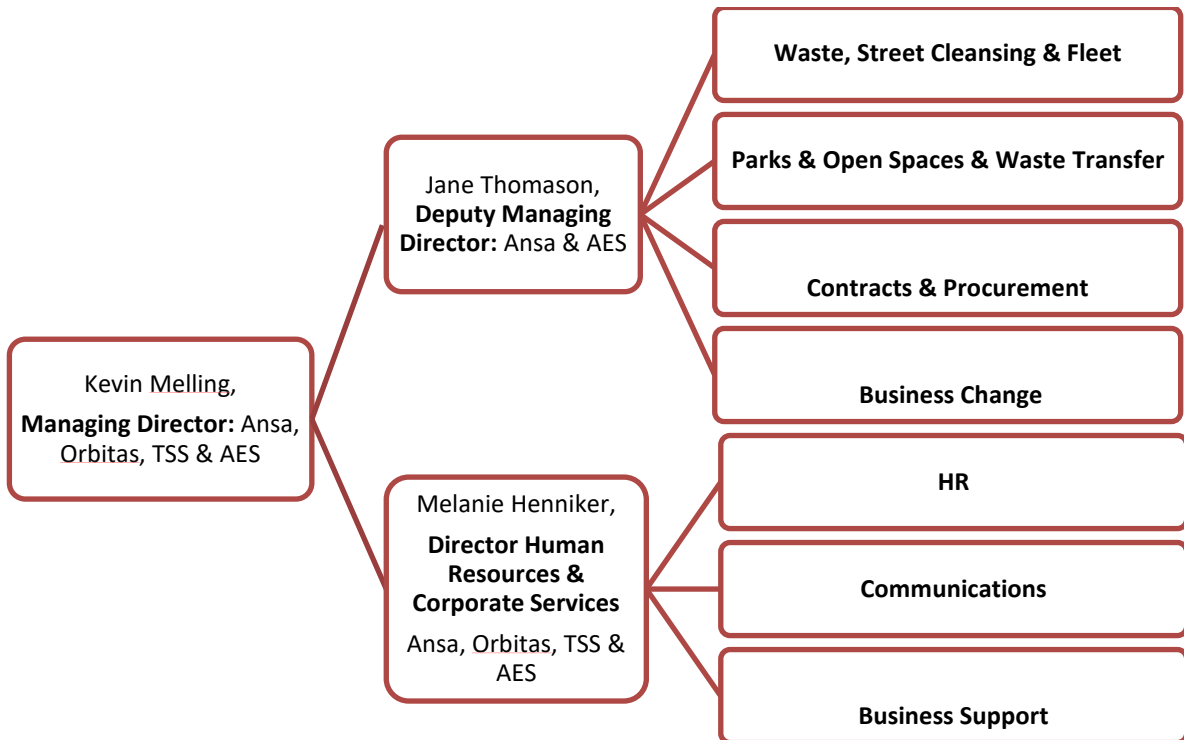 Waste, Street Cleansing & Fleet
Parks & Open Spaces & Waste Transfer
Jane Thomason,
Deputy Managing
Director: Ansa & AES
Contracts & Procurement
Business Change
Kevin Melling,
Managing Director: Ansa,
Orbitas, TSS & AES
HR
Melanie Henniker,
Director Human
Resources &
Corporate Services
Ansa, Orbitas, TSS &
AES
Communications
Business Support